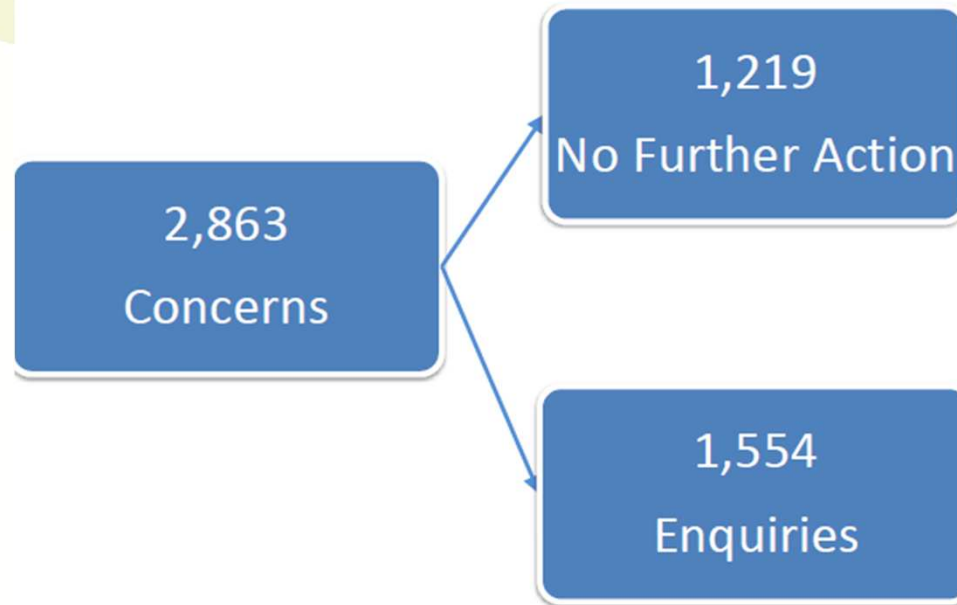 2,863
Concerns
1,219
No Further Action
1,554
Enquiries